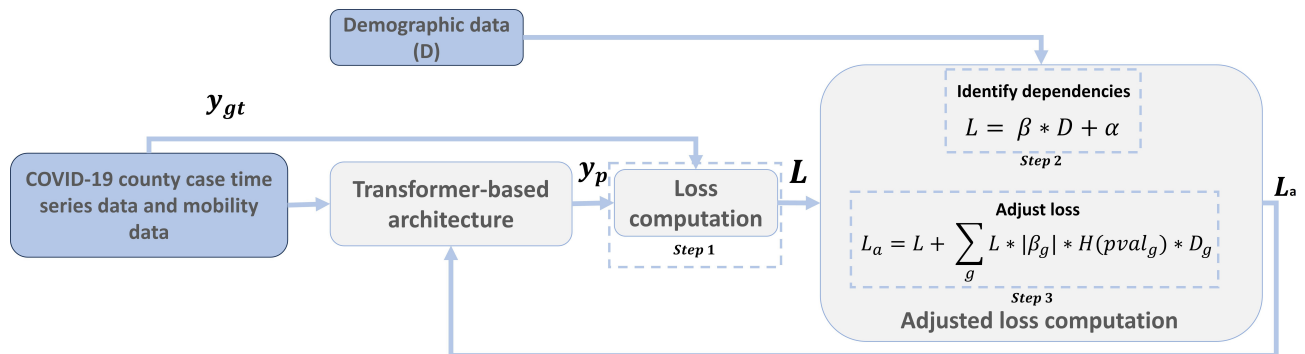 Demographic data
(D)
y_gt
COVID-19 county case time
series data and mobility
data
Transformer-based
architecture
y_p
Loss
computation
Step 1
L
Identify dependencies
L = β * D + α
Step 2
Adjust loss
L_a = L + ∑_g L * |β_g| * H(pval_g) * D_g
Step 3
Adjusted loss computation
L_a